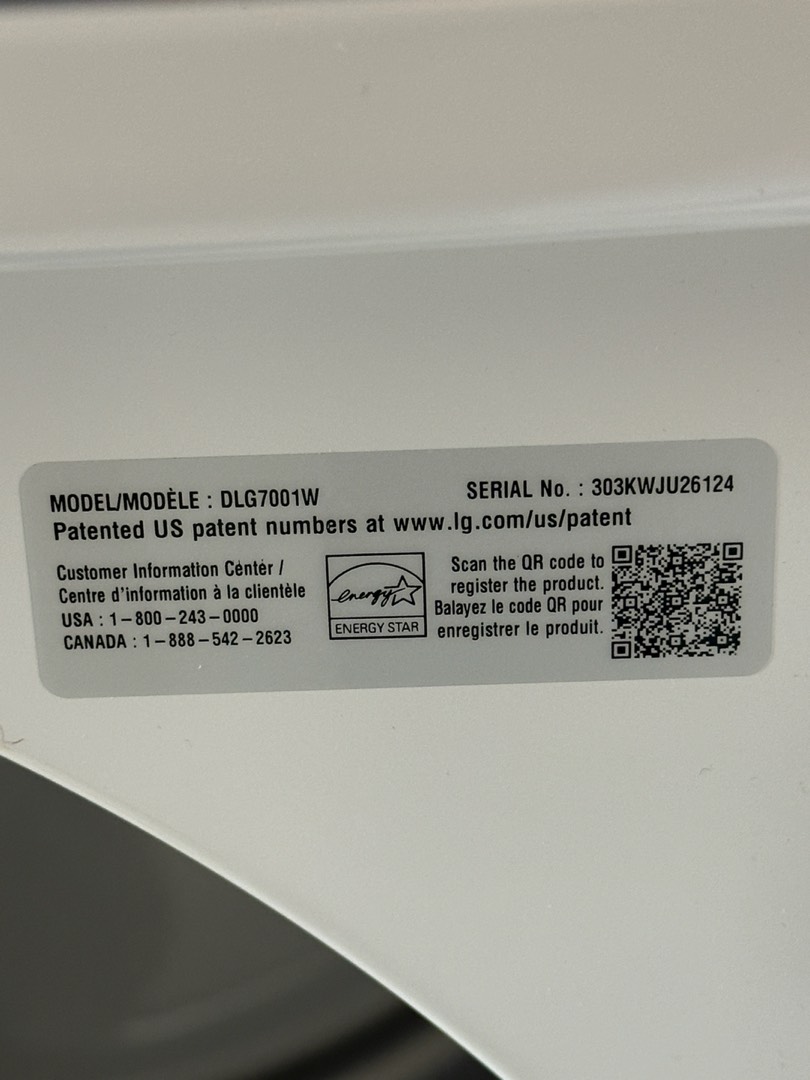 MODEL/MODÈLE : DLG7001W
SERIAL No. : 303KWJU26124
Patented US patent numbers at www.lg.com/us/patent
Customer Information Center /
Centre d'information à la clientèle
USA : 1-800-243-0000
CANADA : 1-888-542-2623
energy
ENERGY STAR
Scan the QR code to
register the product.
Balayez le code QR pour
enregistrer le produit.